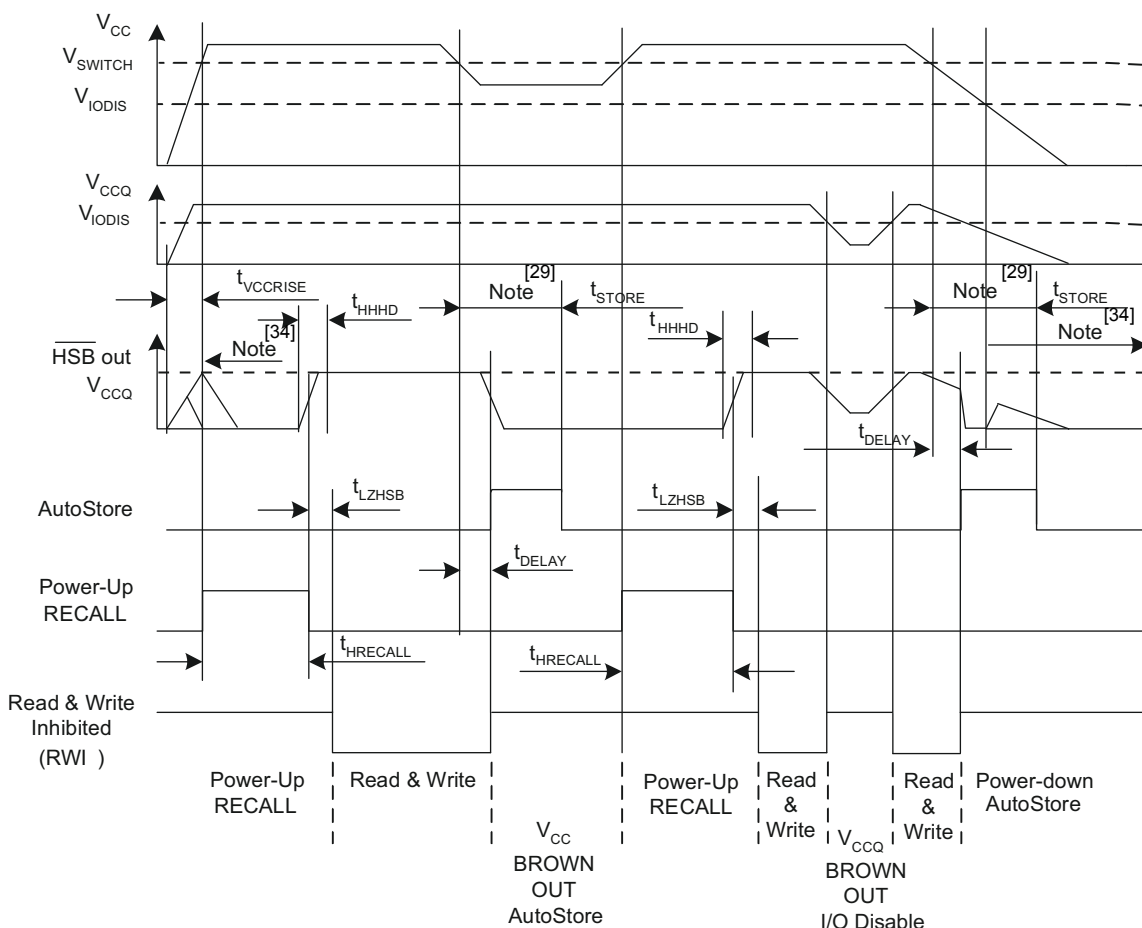 VCC
VSWITCH
VIODIS
VCCQ
VIODIS
tVCCRISE
tHHHD
Note [29]
tSTORE
tHHHD
Note [29]
tSTORE
HSB out
Note [34]
Note [34]
VCCQ
tDELAY
AutoStore
tLZHSB
tLZHSB
tDELAY
Power-Up
RECALL
tHRECALL
tHRECALL
Read & Write
Inhibited
(RWI )
Power-Up
RECALL
Read & Write
VCC
BROWN
OUT
AutoStore
Power-Up
RECALL
Read
&
Write
VCCQ
BROWN
OUT
I/O Disable
Read
&
Write
Power-down
AutoStore